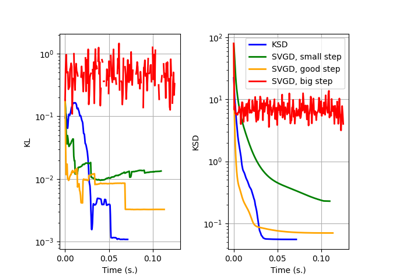 KL
10⁰
10⁻¹
10⁻²
10⁻³
0.00 0.05 0.10
Time (s.)
KSD
10²
10¹
10⁰
10⁻¹
0.00 0.05 0.10
Time (s.)
KSD
SVGD, small step
SVGD, good step
SVGD, big step